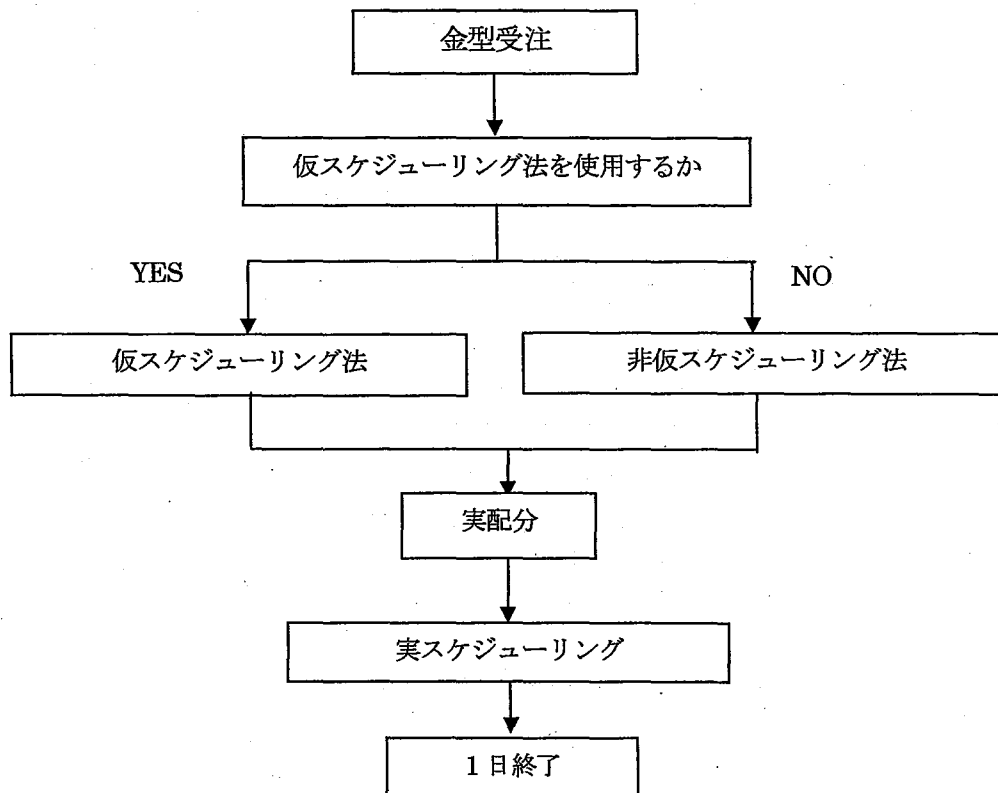 金型受注
仮スケジューリング法を使用するか
YES
NO
仮スケジューリング法
非仮スケジューリング法
実配分
実スケジューリング
1日終了